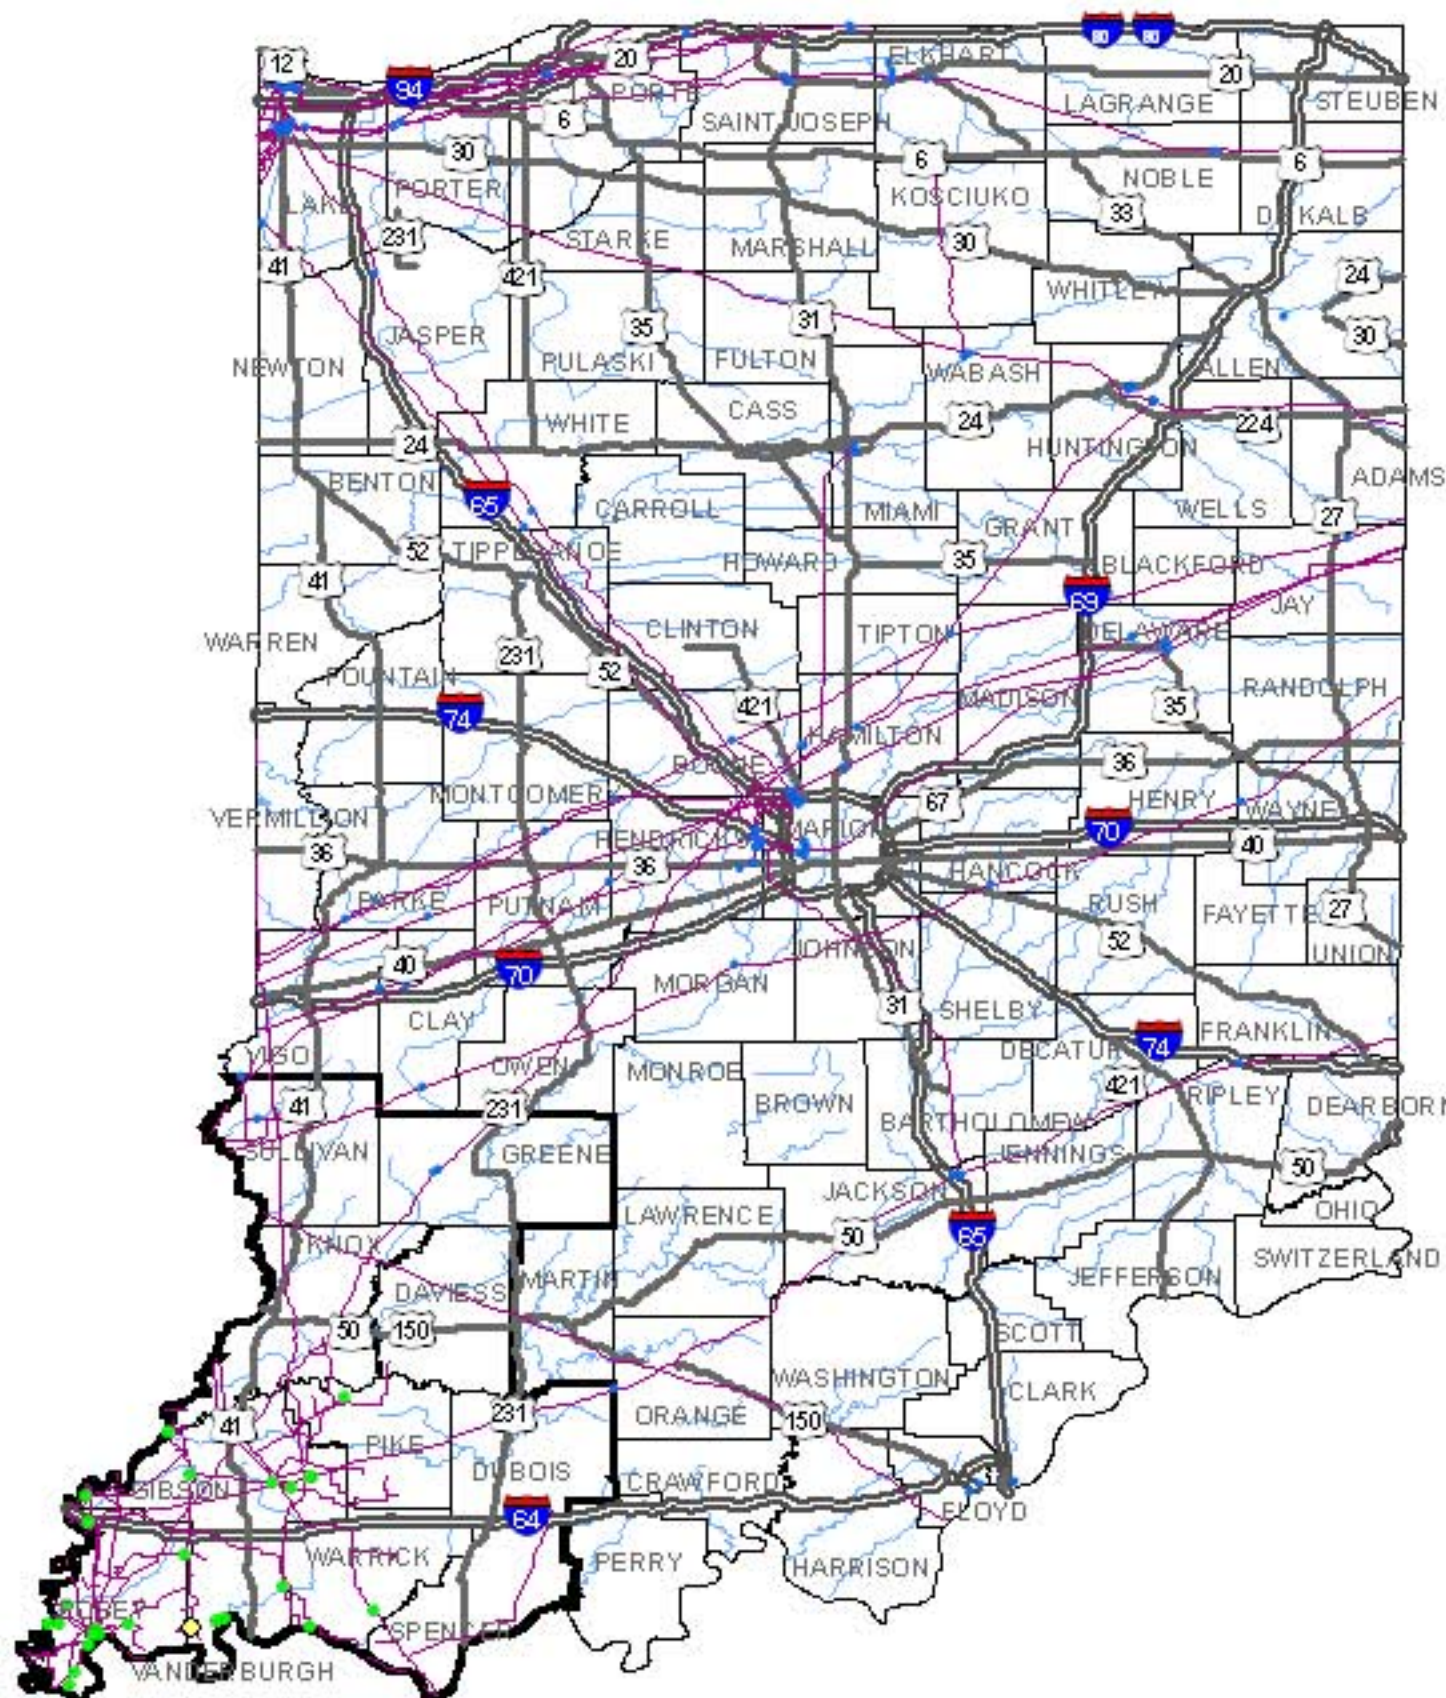 12
20
80
80
94
ELKHART
20
PORTE
LAGRANGE
STEUBEN
6
SAINT JOSEPH
30
6
6
PORTER
KOSCIUKO
NOBLE
LAKE
33
DEKALB
231
STARKE
MARSHALL
30
41
421
24
WHITLEY
35
31
30
JASPER
NEWTON
PULASKI
FULTON
WABASH
ALLEN
CASS
WHITE
24
224
24
HUNTINGTON
BENTON
ADAMS
65
CARROLL
MIAMI
GRANT
WELLS
27
52
TIPPECANOE
HOWARD
35
BLACKFORD
41
69
JAY
WARREN
CLINTON
TIPTON
DELAWARE
231
52
FOUNTAIN
MADISON
RANDOLPH
74
421
35
HAMILTON
BOONE
36
MONTGOMERY
67
HENRY
WAYNE
VERMILLION
HENDRICKS
MARION
70
36
36
40
HANCOCK
PARKE
PUTNAM
RUSH
FAYETTE
27
52
JOHNSON
UNION
40
70
MORGAN
31
SHELBY
CLAY
FRANKLIN
VIGO
DECATUR
74
OWEN
MONROE
421
RIPLEY
41
231
BROWN
DEARBORN
BARTHOLOMEW
SULLIVAN
GREENE
JENNINGS
50
JACKSON
LAWRENCE
OHIO
KNOX
50
65
SWITZERLAND
DAVIESS
MARTIN
JEFFERSON
50
150
SCOTT
WASHINGTON
CLARK
41
231
ORANGE
150
PIKE
DUBOIS
GIBSON
CRAWFORD
64
FLOYD
WARRICK
PERRY
HARRISON
POSEY
SPENCER
VANDERBURGH